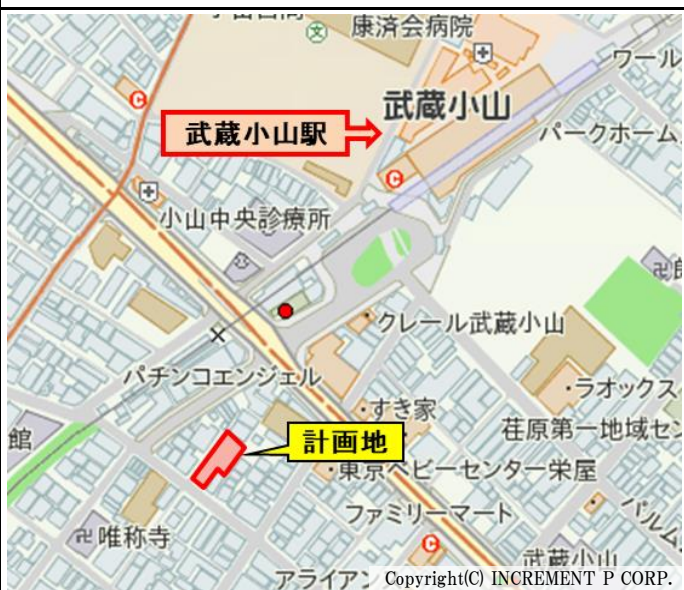 康済会病院
ワール
武蔵小山
武蔵小山駅
パークホーム
小山中央診療所
クレール武蔵小山
パチンコエンジェル
・ラオックス
・すき家
荏原第一地域セン
館
計画地
・東京ベビーセンター栄屋
ファミリーマート
パルム
卍唯称寺
武蔵小山
アライアン
Copyright(C) INCREMENT P CORP.